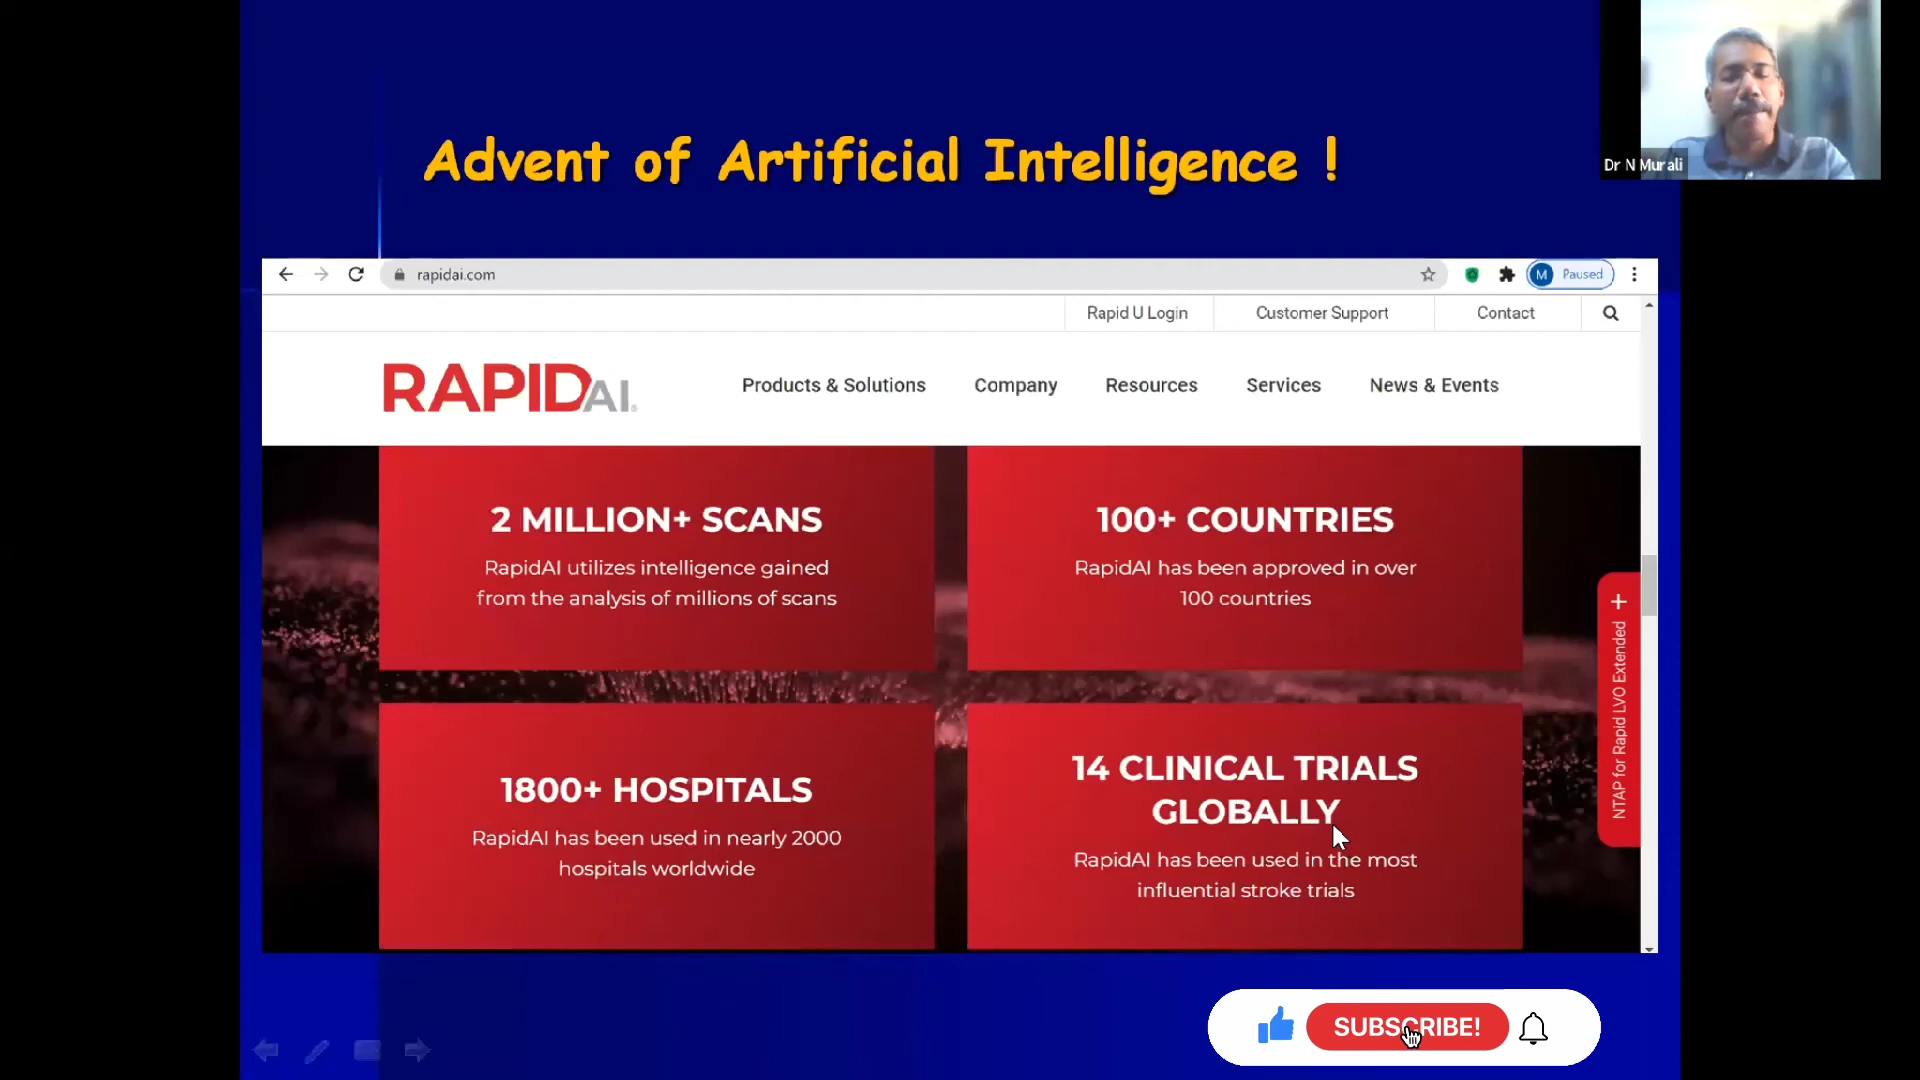 Advent of Artificial Intelligence !
Dr N Murali
rapidai.com
M Paused
Rapid U Login Customer Support Contact
RAPIDAI Products & Solutions Company Resources Services News & Events
2 MILLION+ SCANS
RapidAI utilizes intelligence gained
from the analysis of millions of scans
100+ COUNTRIES
RapidAI has been approved in over
100 countries
1800+ HOSPITALS
RapidAI has been used in nearly 2000
hospitals worldwide
14 CLINICAL TRIALS
GLOBALLY
RapidAI has been used in the most
influential stroke trials
NTAP for Rapid LVO Extended +
SUBSCRIBE!